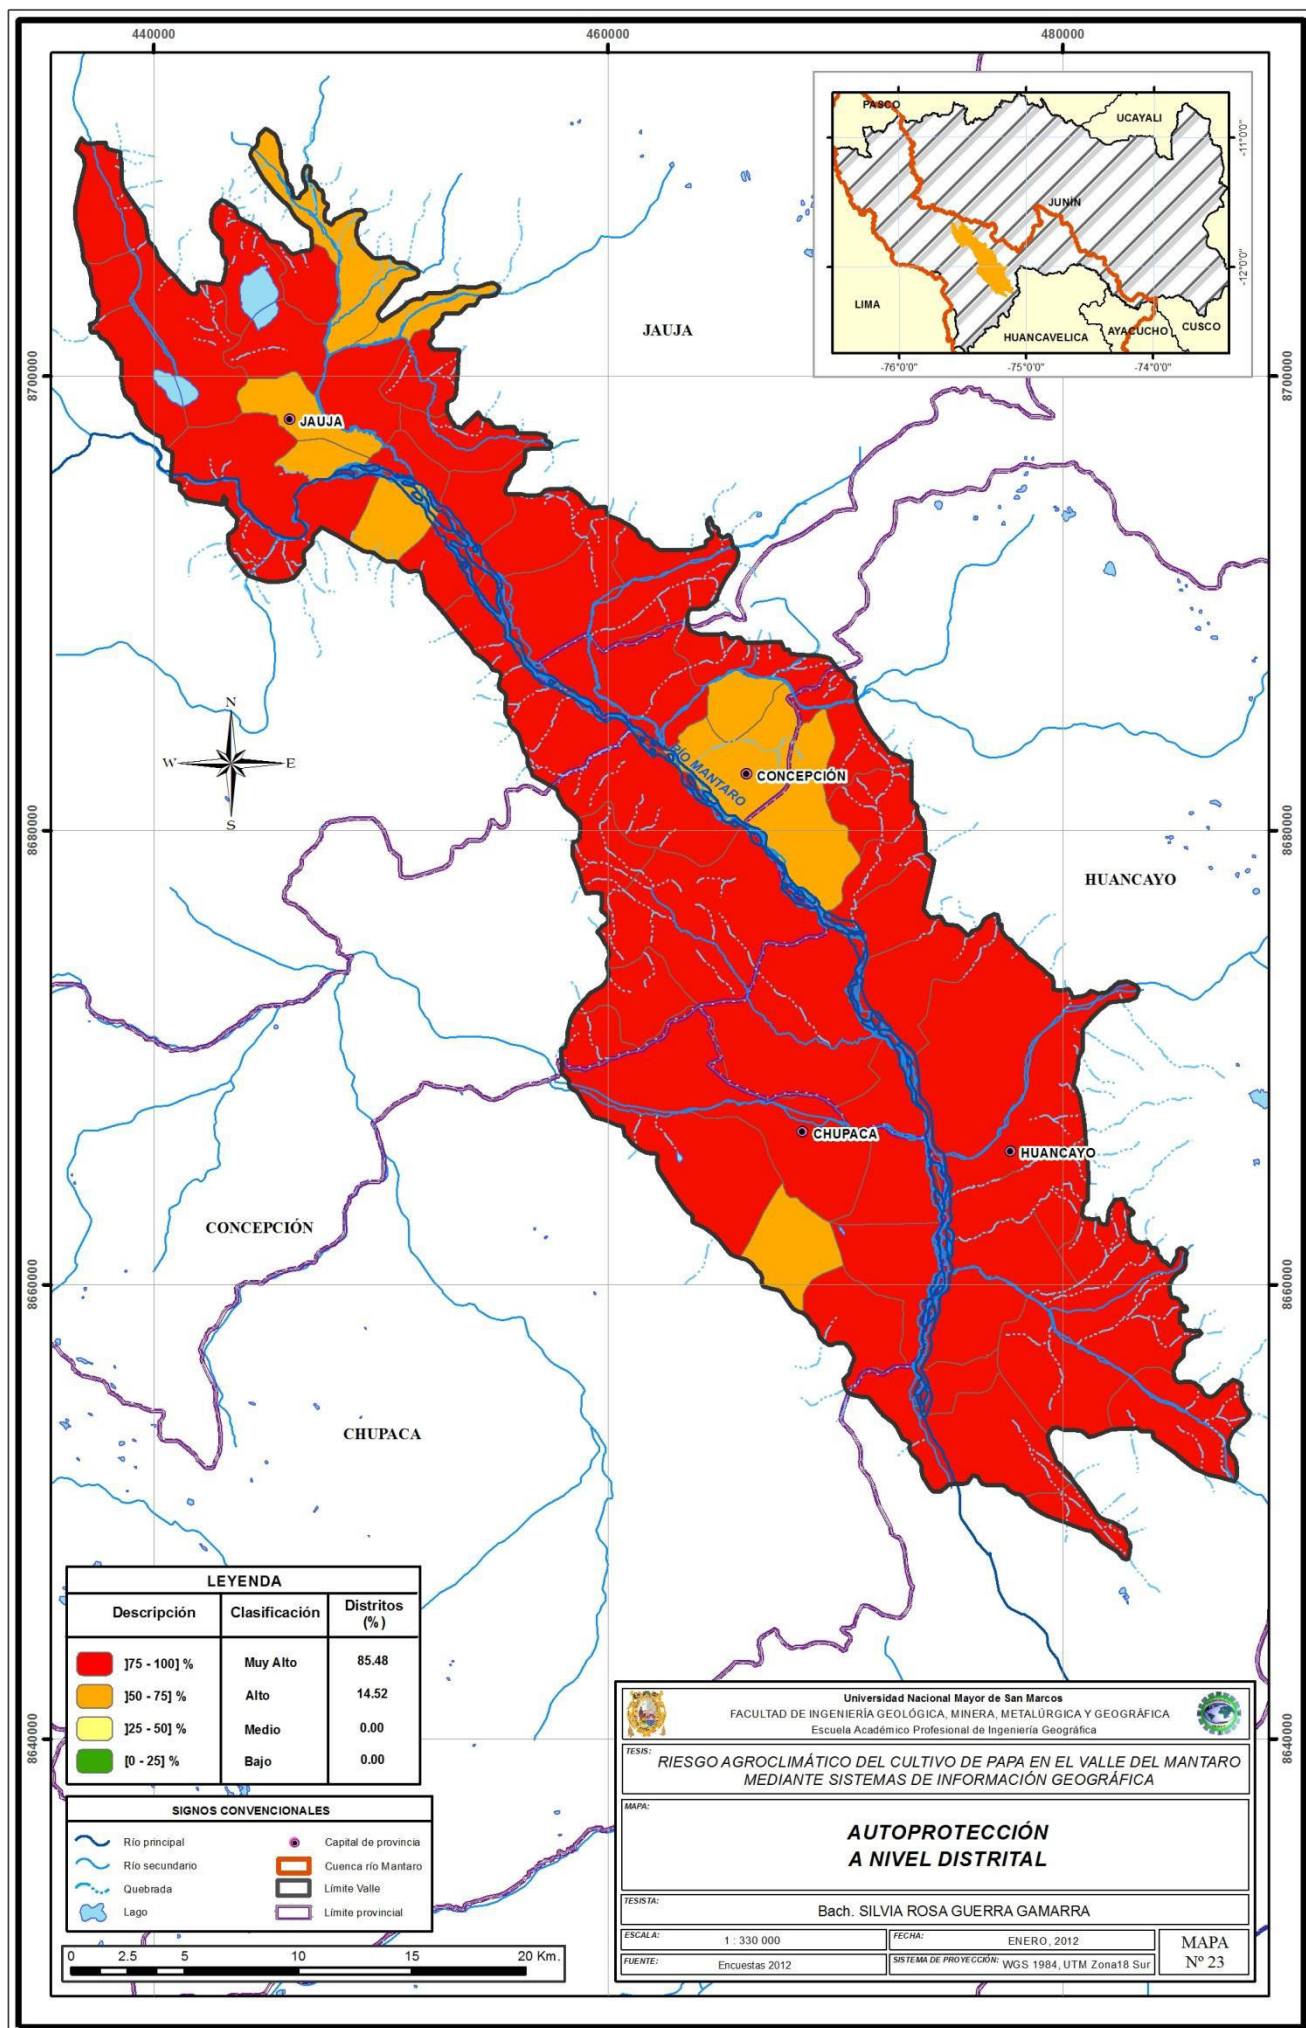 440000
460000
480000
8700000
8680000
8660000
8640000
8700000
8680000
8660000
8640000
PASCO
UCAYALI
JUNÍN
LIMA
HUANCAVELICA
AYACUCHO
CUSCO
-11°0'0"
-12°0'0"
-76°0'0"
-75°0'0"
-74°0'0"
JAUJA
JAUJA
N
W
E
S
RÍO MANTARO
CONCEPCIÓN
HUANCAYO
CHUPACA
HUANCAYO
CONCEPCIÓN
CHUPACA
LEYENDA
Descripción Clasificación Distritos
(%)
]75 - 100] % Muy Alto 85.48
]50 - 75] % Alto 14.52
]25 - 50] % Medio 0.00
[0 - 25] % Bajo 0.00
SIGNOS CONVENCIONALES
Río principal Capital de provincia
Río secundario Cuenca río Mantaro
Quebrada Límite Valle
Lago Límite provincial
0 2.5 5 10 15 20 Km.
Universidad Nacional Mayor de San Marcos
FACULTAD DE INGENIERÍA GEOLÓGICA, MINERA, METALÚRGICA Y GEOGRÁFICA
Escuela Académico Profesional de Ingeniería Geográfica
TESIS:
RIESGO AGROCLIMÁTICO DEL CULTIVO DE PAPA EN EL VALLE DEL MANTARO
MEDIANTE SISTEMAS DE INFORMACIÓN GEOGRÁFICA
MAPA:
AUTOPROTECCIÓN
A NIVEL DISTRITAL
TESISTA:
Bach. SILVIA ROSA GUERRA GAMARRA
ESCALA: 1 : 330 000 FECHA: ENERO, 2012
FUENTE: Encuestas 2012 SISTEMA DE PROYECCIÓN: WGS 1984, UTM Zona18 Sur
MAPA
Nº 23